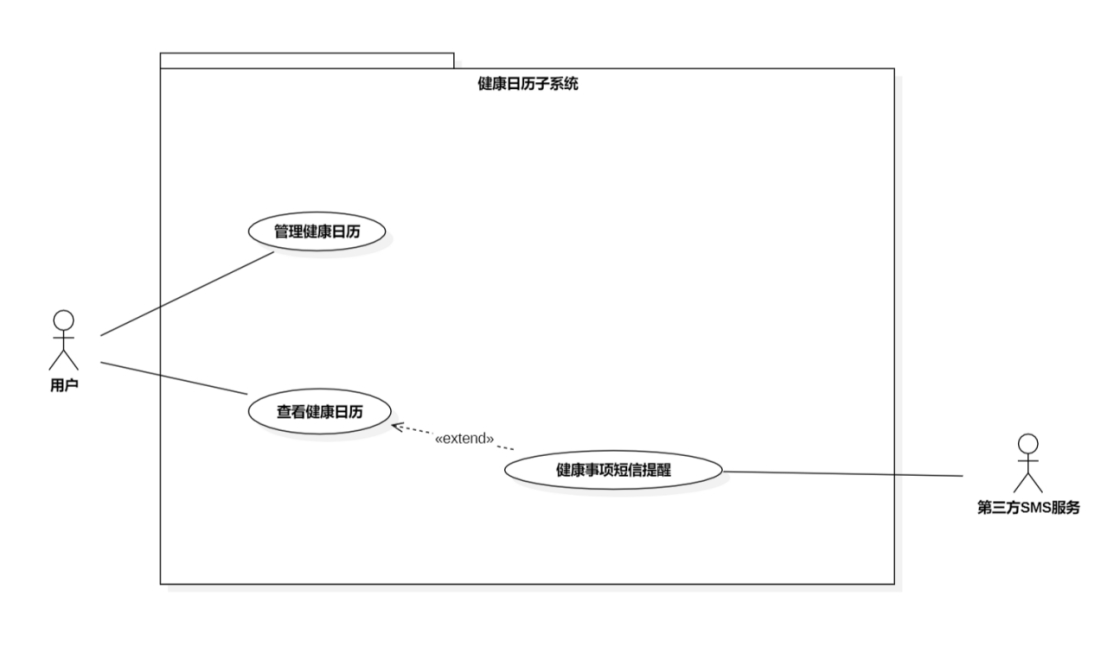 健康日历子系统
管理健康日历
用户
查看健康日历
«extend»
健康事项短信提醒
第三方SMS服务